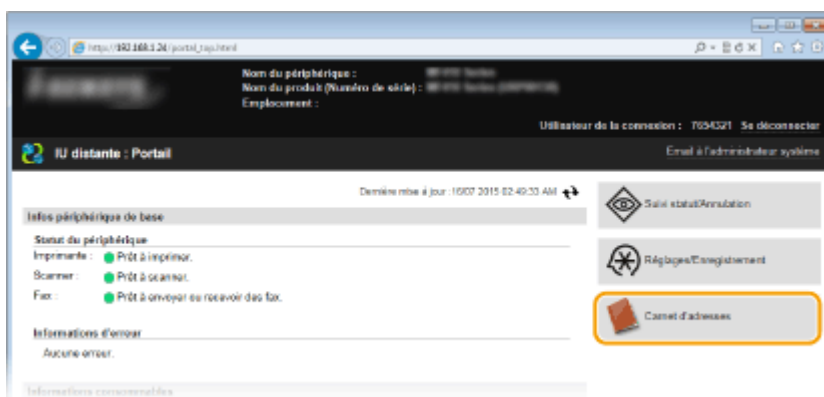 http://192.168.1.24/portal_top.html
Nom du périphérique :
Nom du produit (Numéro de série) :
Emplacement :
Utilisateur de la connexion : 7654321 Se déconnecter
IU distante : Portail
Email à l'administrateur système
Dernière mise à jour : 16/07 2015 02:49:33 AM
Infos périphérique de base
Statut du périphérique
Imprimante : Prêt à imprimer.
Scanner : Prêt à scanner.
Fax : Prêt à envoyer ou recevoir des fax.
Informations d'erreur
Aucune erreur.
Informations consommables
Suivi statut/Annulation
Réglages/Enregistrement
Carnet d'adresses